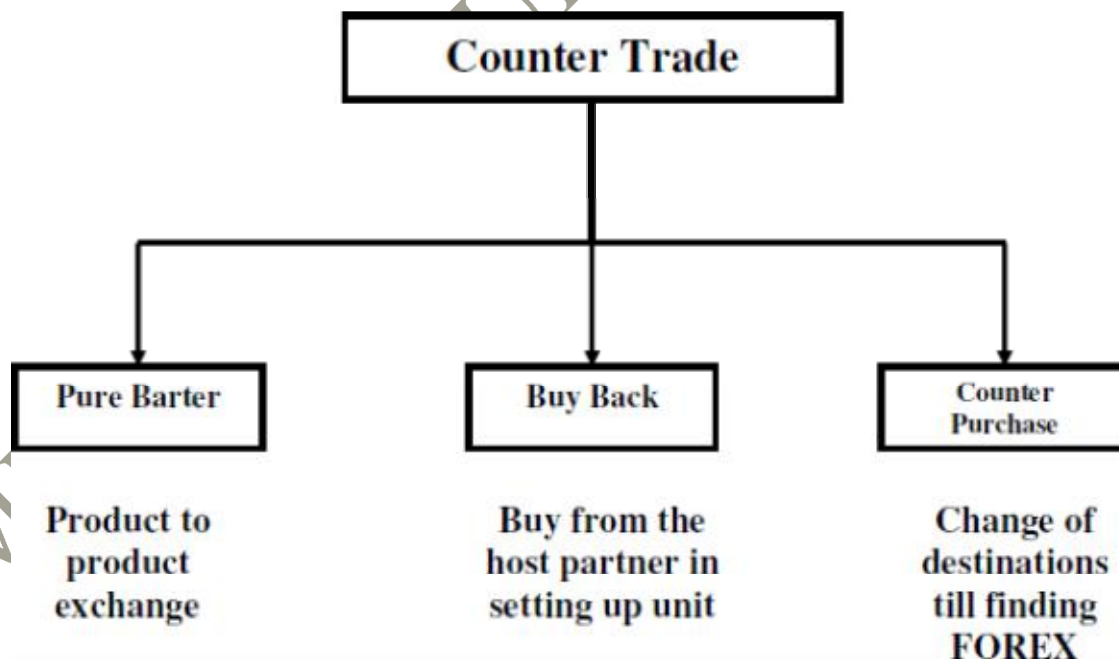 Counter Trade
Pure Barter
Buy Back
Counter
Purchase
Product to
product
exchange
Buy from the
host partner in
setting up unit
Change of
destinations
till finding
FOREX